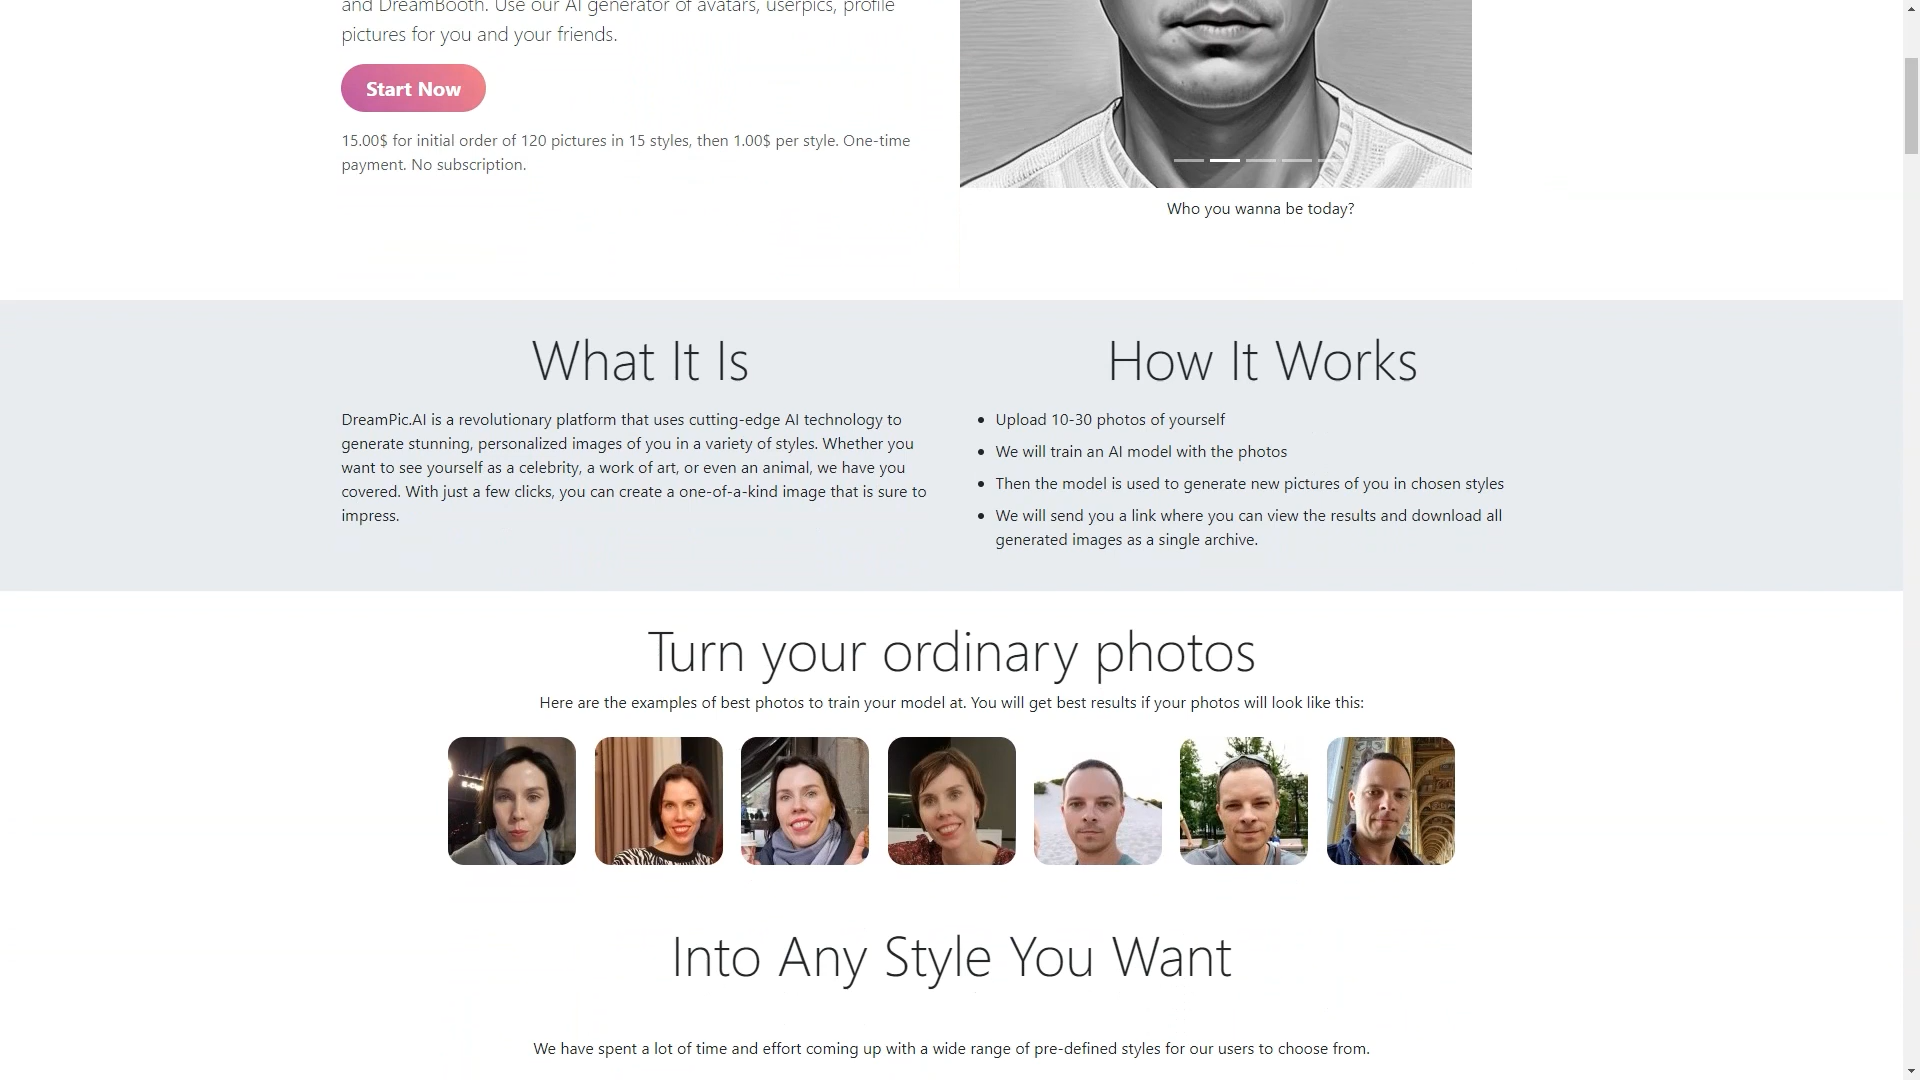 and DreamBooth. Use our AI generator of avatars, userpics, profile
pictures for you and your friends.
Start Now
15.00$ for initial order of 120 pictures in 15 styles, then 1.00$ per style. One-time
payment. No subscription.
Who you wanna be today?
What It Is
DreamPic.AI is a revolutionary platform that uses cutting-edge AI technology to
generate stunning, personalized images of you in a variety of styles. Whether you
want to see yourself as a celebrity, a work of art, or even an animal, we have you
covered. With just a few clicks, you can create a one-of-a-kind image that is sure to
impress.
How It Works
Upload 10-30 photos of yourself
We will train an AI model with the photos
Then the model is used to generate new pictures of you in chosen styles
We will send you a link where you can view the results and download all
generated images as a single archive.
Turn your ordinary photos
Here are the examples of best photos to train your model at. You will get best results if your photos will look like this:
Into Any Style You Want
We have spent a lot of time and effort coming up with a wide range of pre-defined styles for our users to choose from.